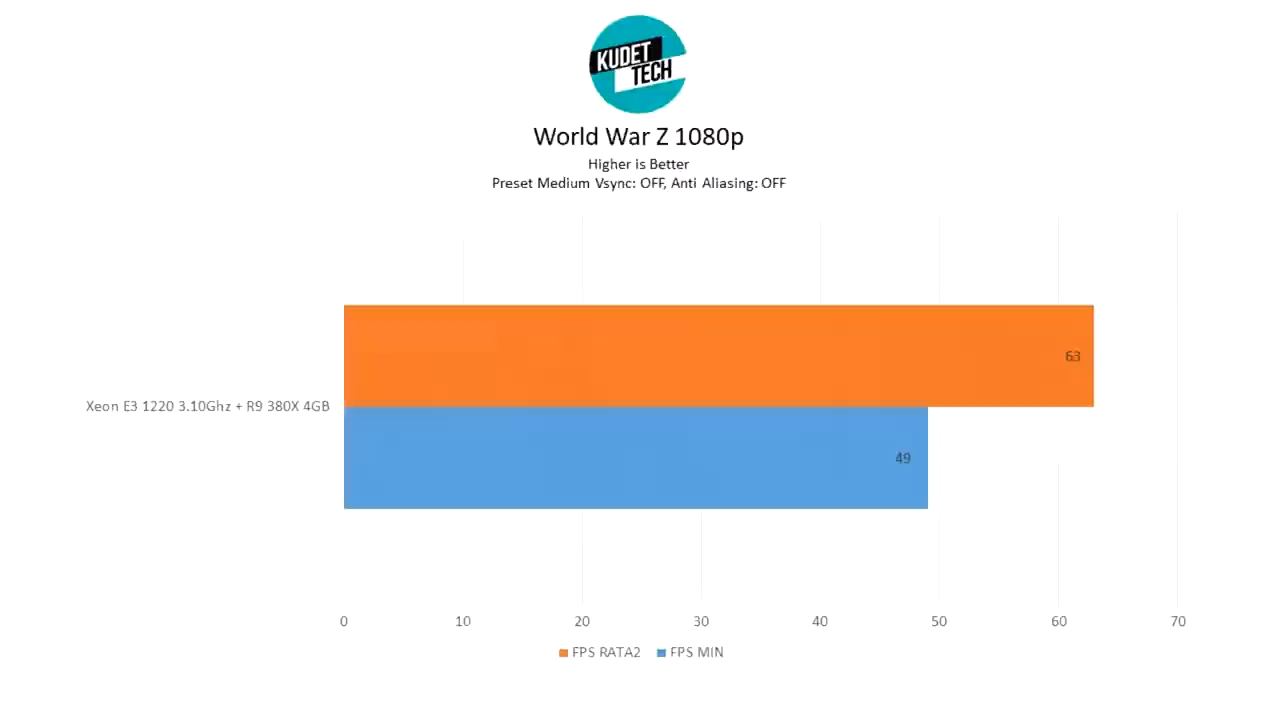 KUDET
TECH
World War Z 1080p
Higher is Better
Preset Medium Vsync: OFF, Anti Aliasing: OFF
63
Xeon E3 1220 3.10Ghz + R9 380X 4GB
49
0 10 20 30 40 50 60 70
FPS RATA2 FPS MIN